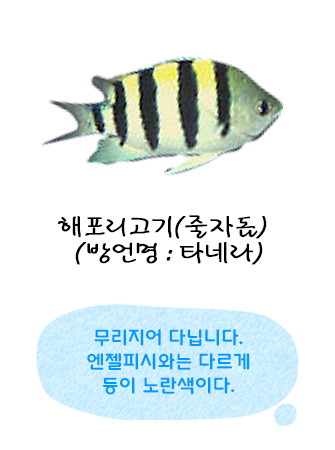 해포리고기(줄자돔)
(방언명 : 타네라)
무리지어 다닙니다.
엔젤피시와는 다르게
등이 노란색이다.